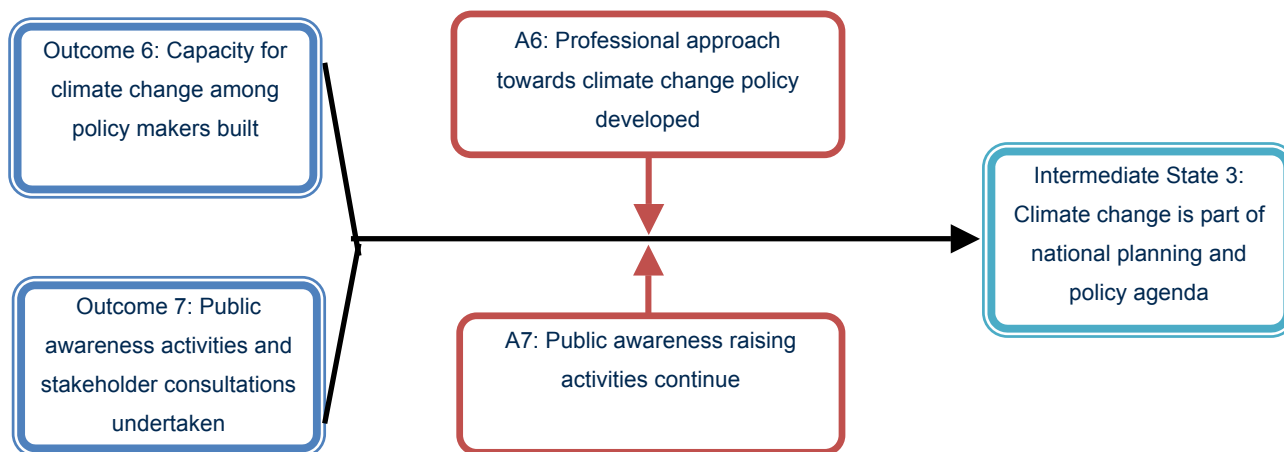 Outcome 6: Capacity for
climate change among
policy makers built
A6: Professional approach
towards climate change policy
developed
Intermediate State 3:
Climate change is part of
national planning and
policy agenda
Outcome 7: Public
awareness activities and
stakeholder consultations
undertaken
A7: Public awareness raising
activities continue